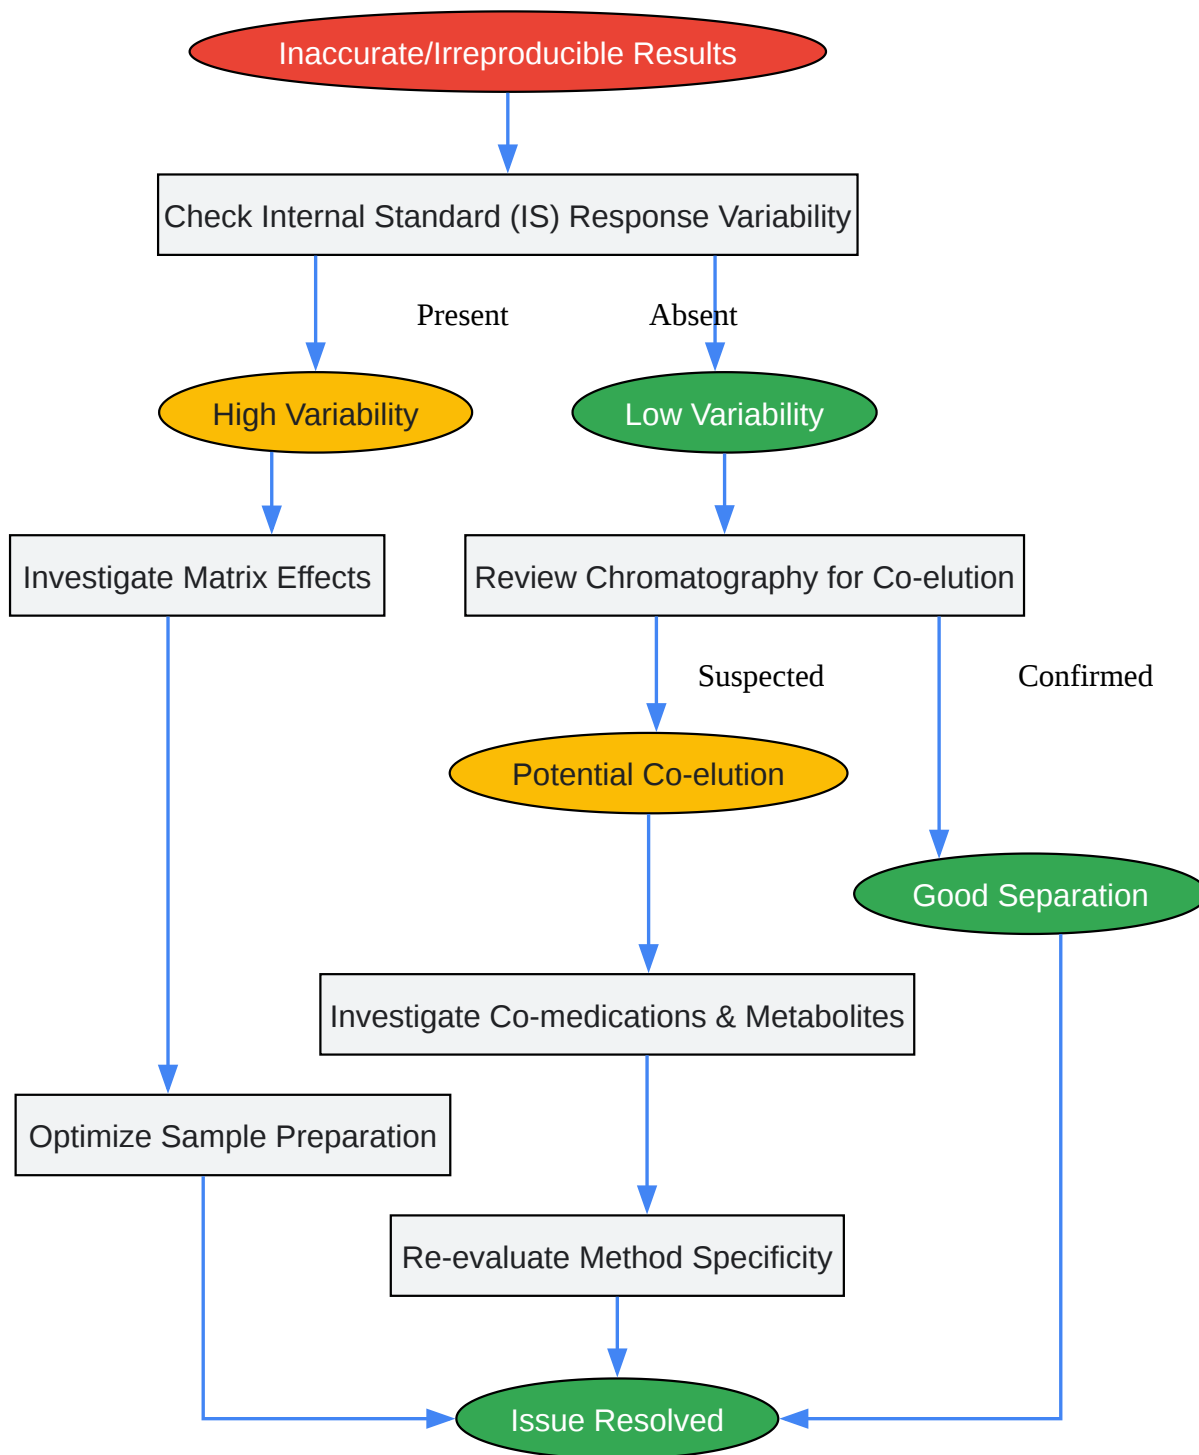 Inaccurate/Irreproducible Results
Check Internal Standard (IS) Response Variability
Present
Absent
High Variability
Low Variability
Investigate Matrix Effects
Review Chromatography for Co-elution
Suspected
Confirmed
Potential Co-elution
Good Separation
Investigate Co-medications & Metabolites
Optimize Sample Preparation
Re-evaluate Method Specificity
Issue Resolved